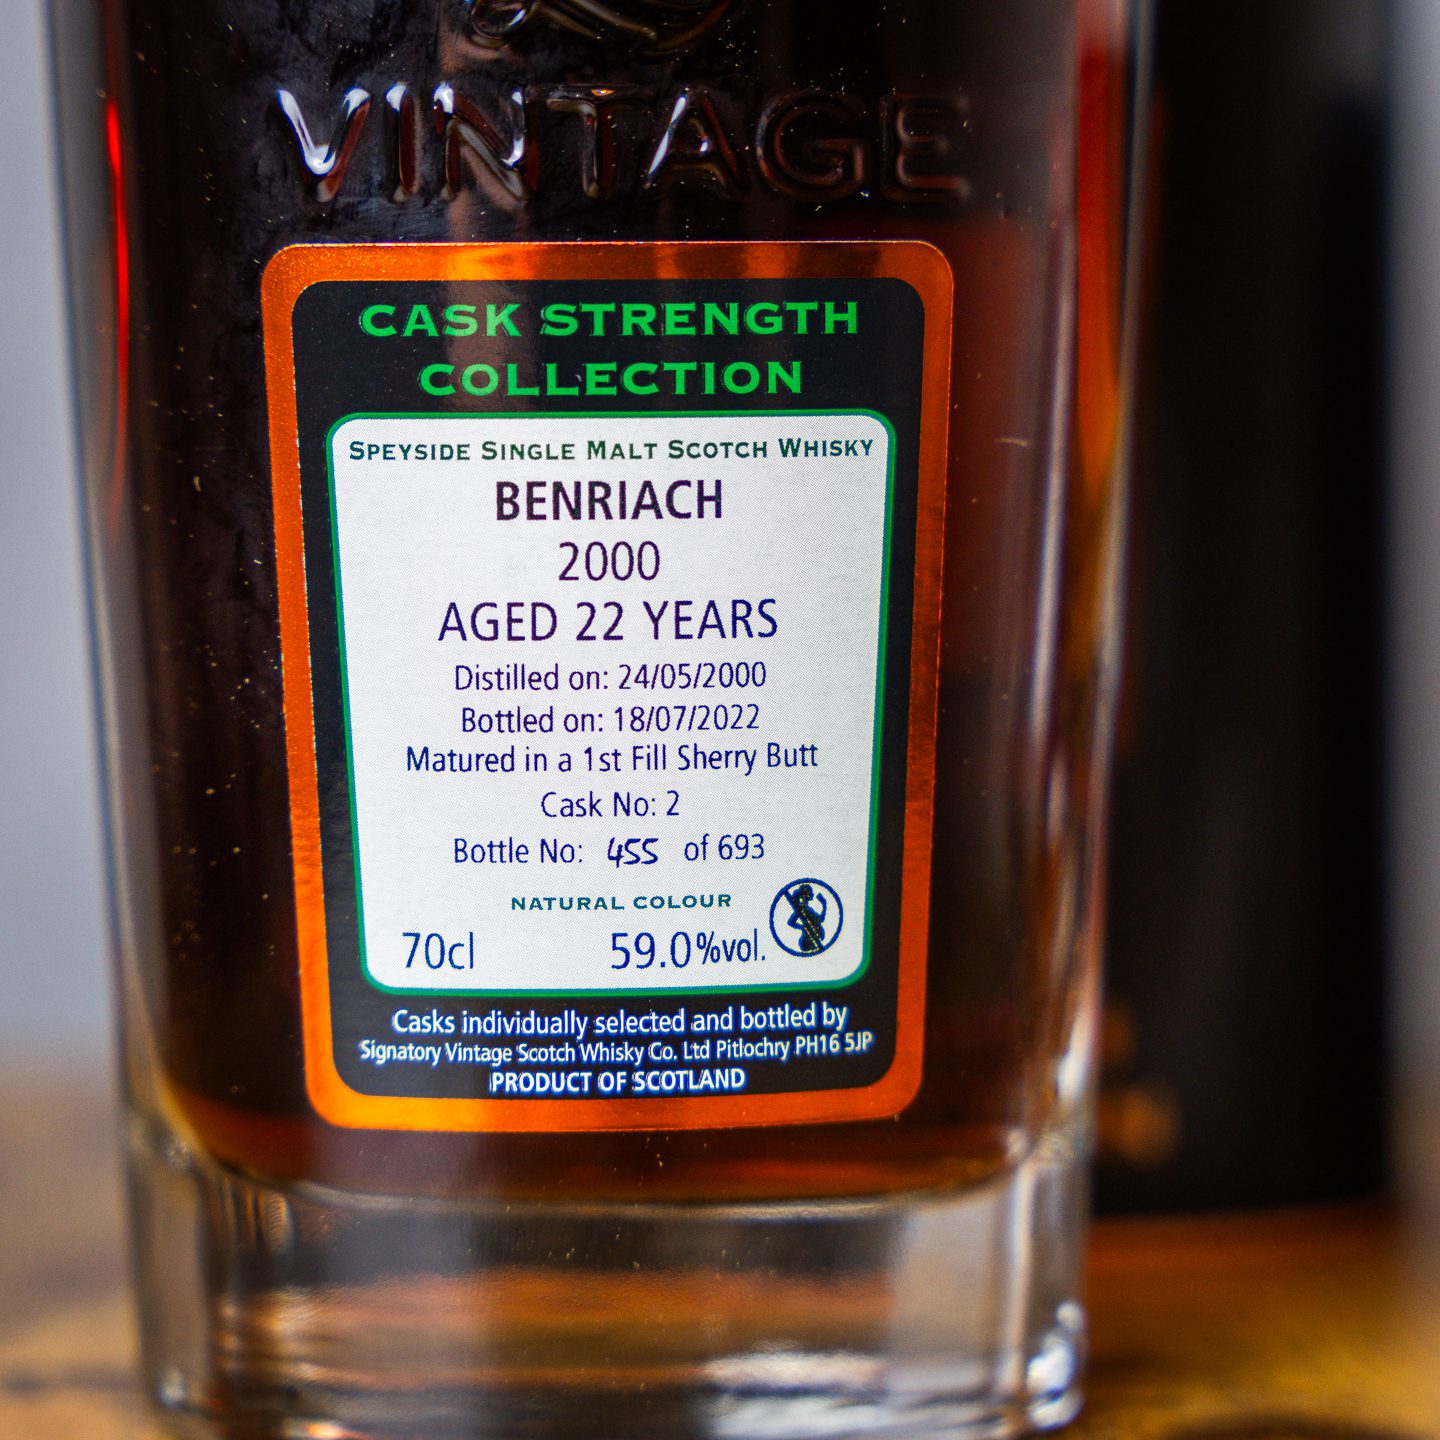 VINTAGE
CASK STRENGTH
COLLECTION
SPEYSIDE SINGLE MALT SCOTCH WHISKY
BENRIACH
2000
AGED 22 YEARS
Distilled on: 24/05/2000
Bottled on: 18/07/2022
Matured in a 1st Fill Sherry Butt
Cask No: 2
Bottle No: 455 of 693
NATURAL COLOUR
70cl 59.0%vol.
Casks individually selected and bottled by
Signatory Vintage Scotch Whisky Co. Ltd Pitlochry PH16 5JP
PRODUCT OF SCOTLAND